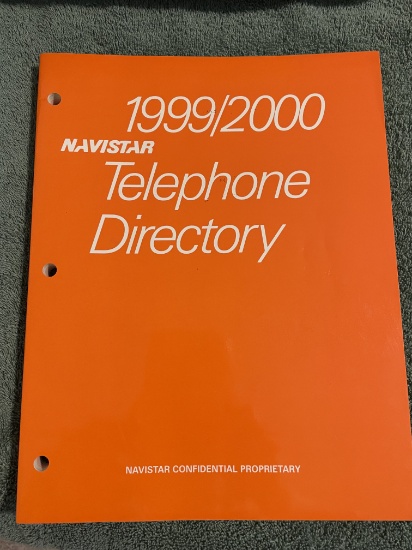 1999/2000
NAVISTAR
Telephone
Directory
NAVISTAR CONFIDENTIAL PROPRIETARY